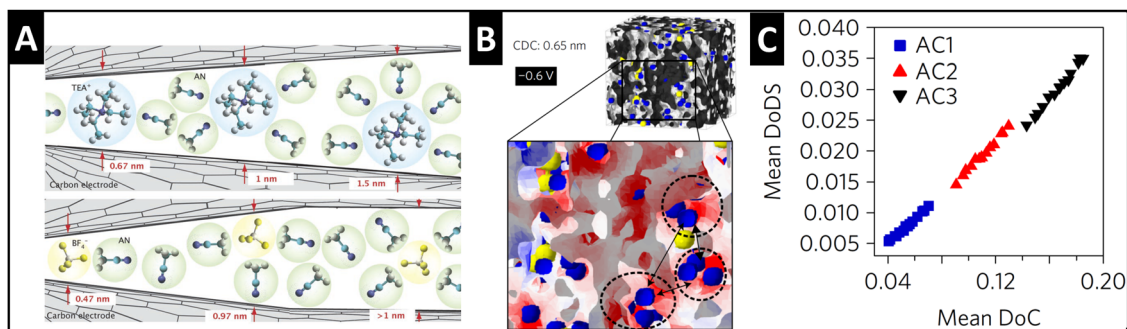 A
TEA+
AN
0.67 nm
1 nm
1.5 nm
Carbon electrode
BF4−
AN
0.47 nm
0.97 nm
>1 nm
Carbon electrode
B
CDC: 0.65 nm
−0.6 V
C
AC1
AC2
AC3
Mean DoDS
0.040
0.035
0.030
0.025
0.020
0.015
0.010
0.005
0.04
0.12
0.20
Mean DoC